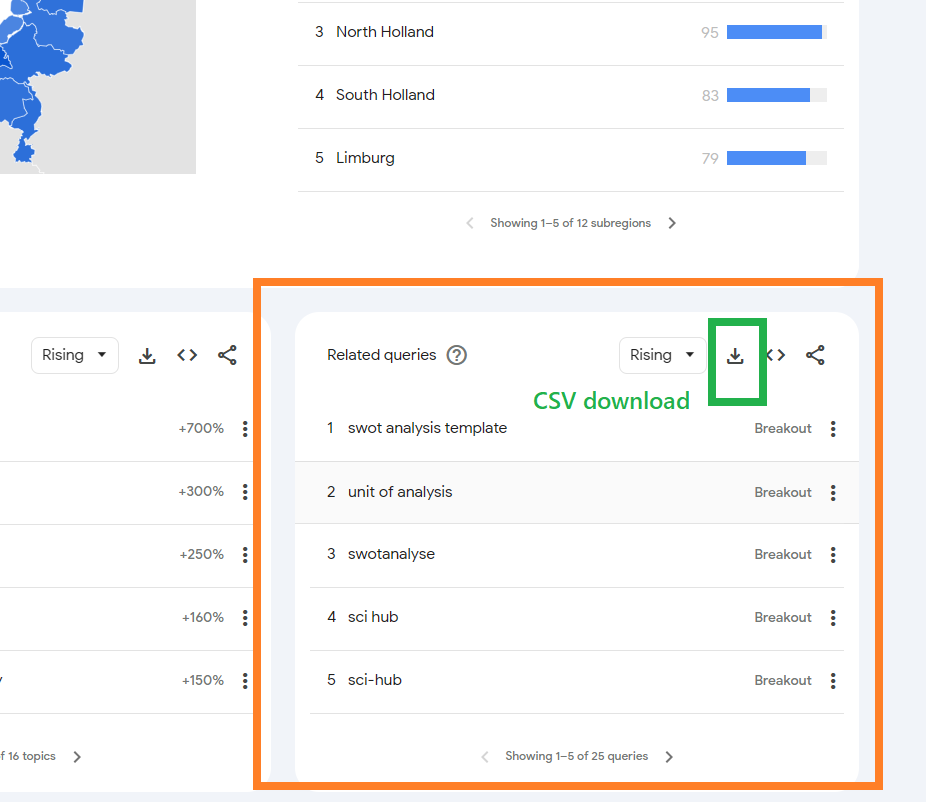 3 North Holland 95
4 South Holland 83
5 Limburg 79
Showing 1–5 of 12 subregions
Rising
+700%
+300%
+250%
+160%
+150%
16 topics
Related queries ?
Rising
CSV download
1 swot analysis template Breakout
2 unit of analysis Breakout
3 swotanalyse Breakout
4 sci hub Breakout
5 sci-hub Breakout
Showing 1–5 of 25 queries